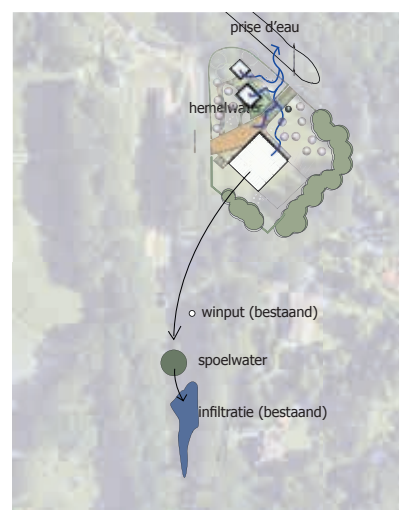 prise d’eau
hemelwater
winput (bestaand)
spoelwater
infiltratie (bestaand)